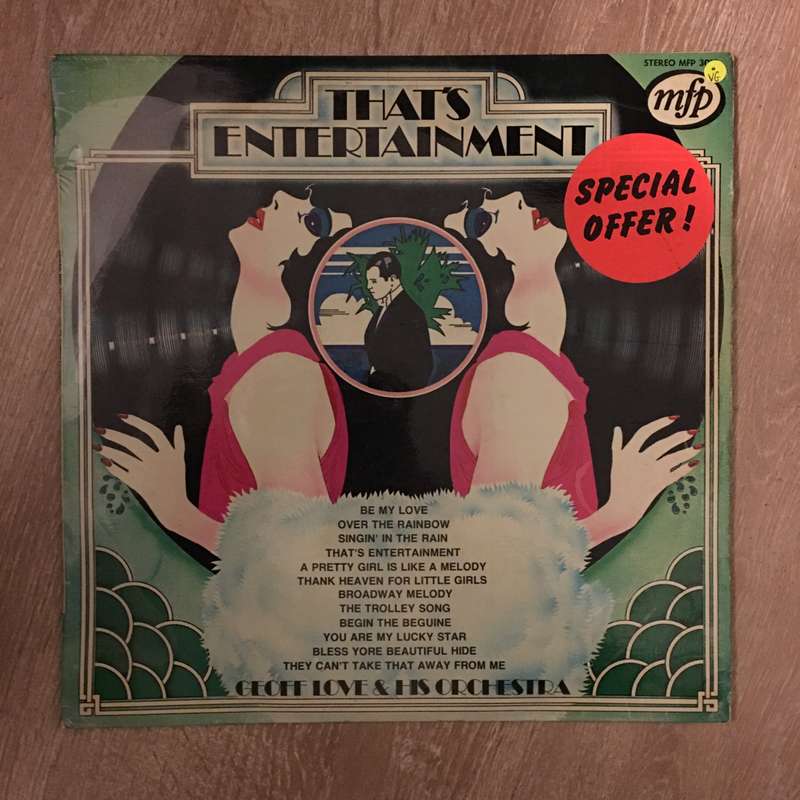 STEREO MFP
VG
mfp
THAT'S
ENTERTAINMENT
SPECIAL
OFFER!
BE MY LOVE
OVER THE RAINBOW
SINGIN' IN THE RAIN
THAT'S ENTERTAINMENT
A PRETTY GIRL IS LIKE A MELODY
THANK HEAVEN FOR LITTLE GIRLS
BROADWAY MELODY
THE TROLLEY SONG
BEGIN THE BEGUINE
YOU ARE MY LUCKY STAR
BLESS YORE BEAUTIFUL HIDE
THEY CAN'T TAKE THAT AWAY FROM ME
GEOFF LOVE & HIS ORCHESTRA